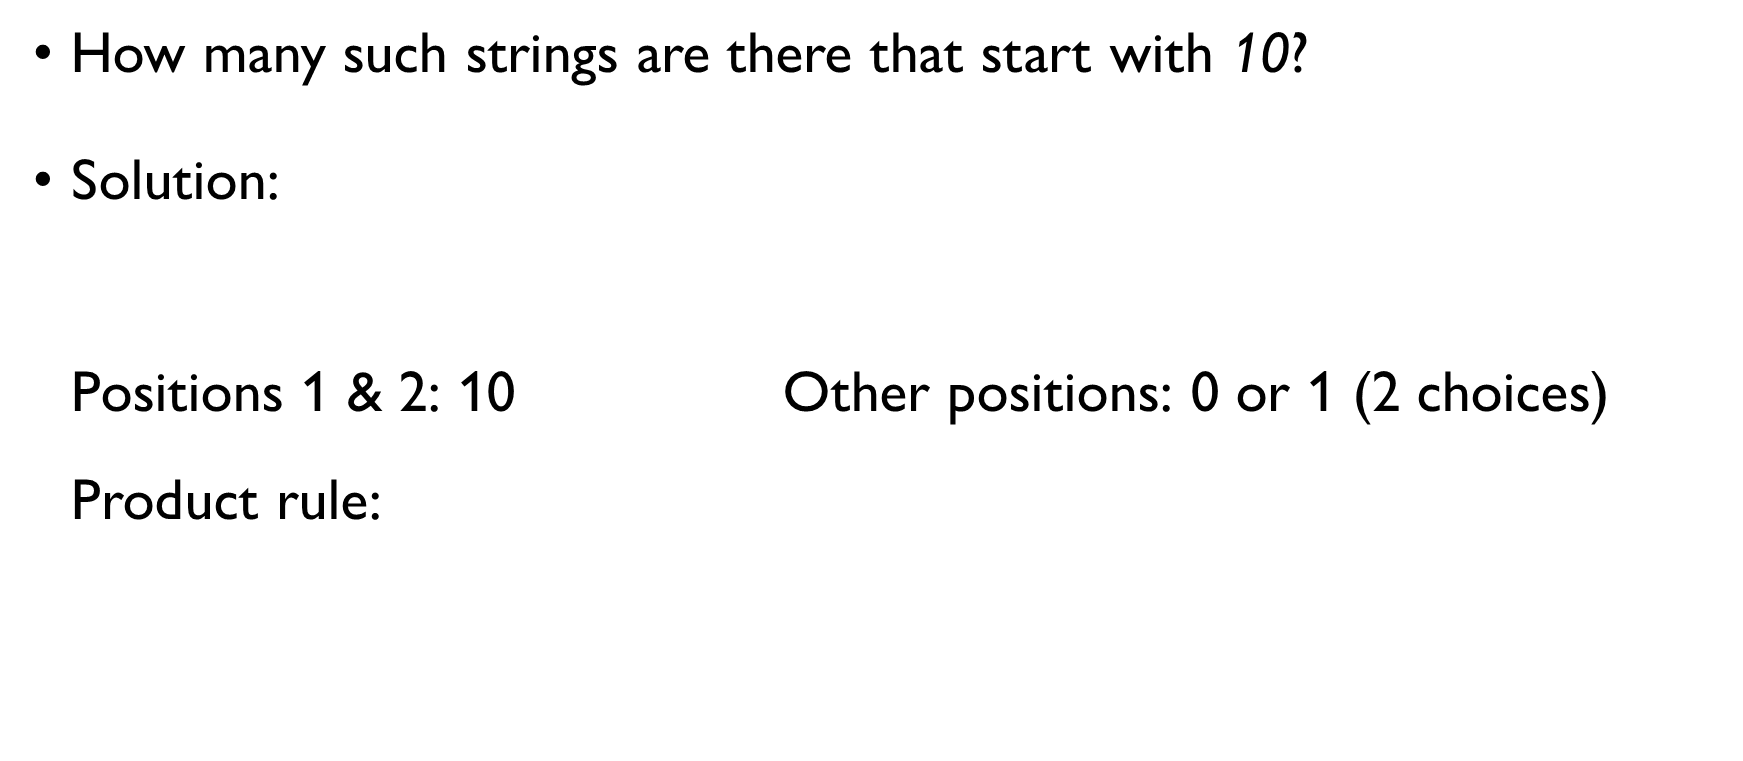 • How many such strings are there that start with 10?
• Solution:
Positions 1 & 2: 10 Other positions: 0 or 1 (2 choices)
Product rule: